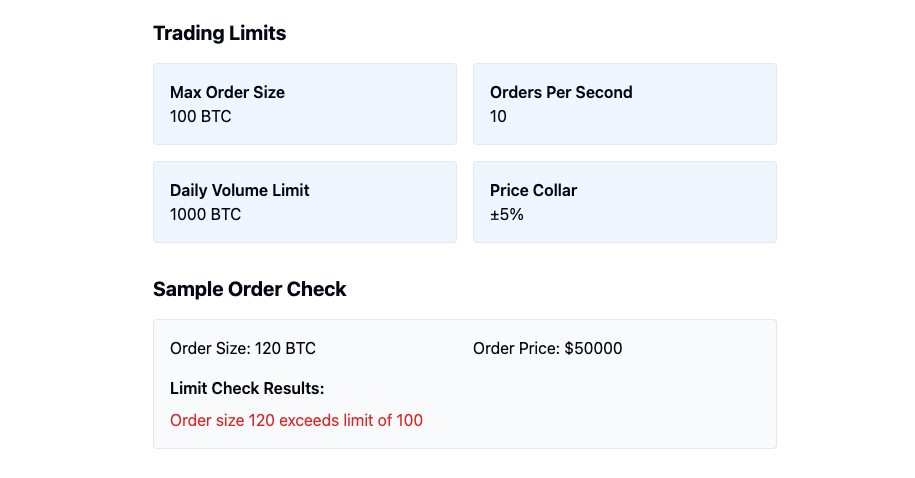 Trading Limits
Max Order Size
100 BTC
Orders Per Second
10
Daily Volume Limit
1000 BTC
Price Collar
±5%
Sample Order Check
Order Size: 120 BTC
Order Price: $50000
Limit Check Results:
Order size 120 exceeds limit of 100